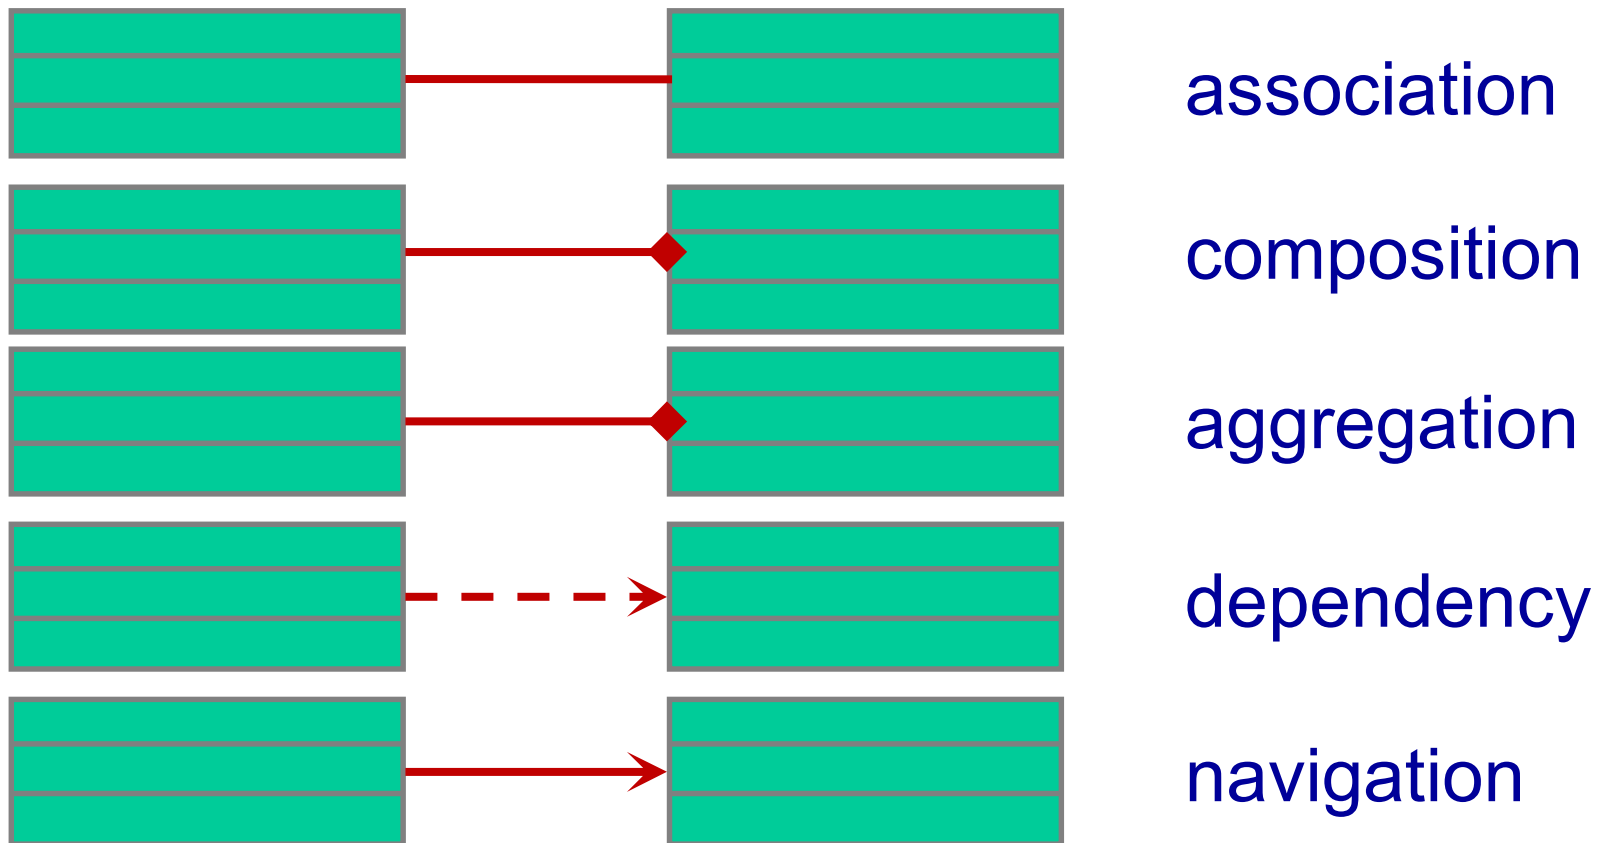 association
composition
aggregation
dependency
navigation